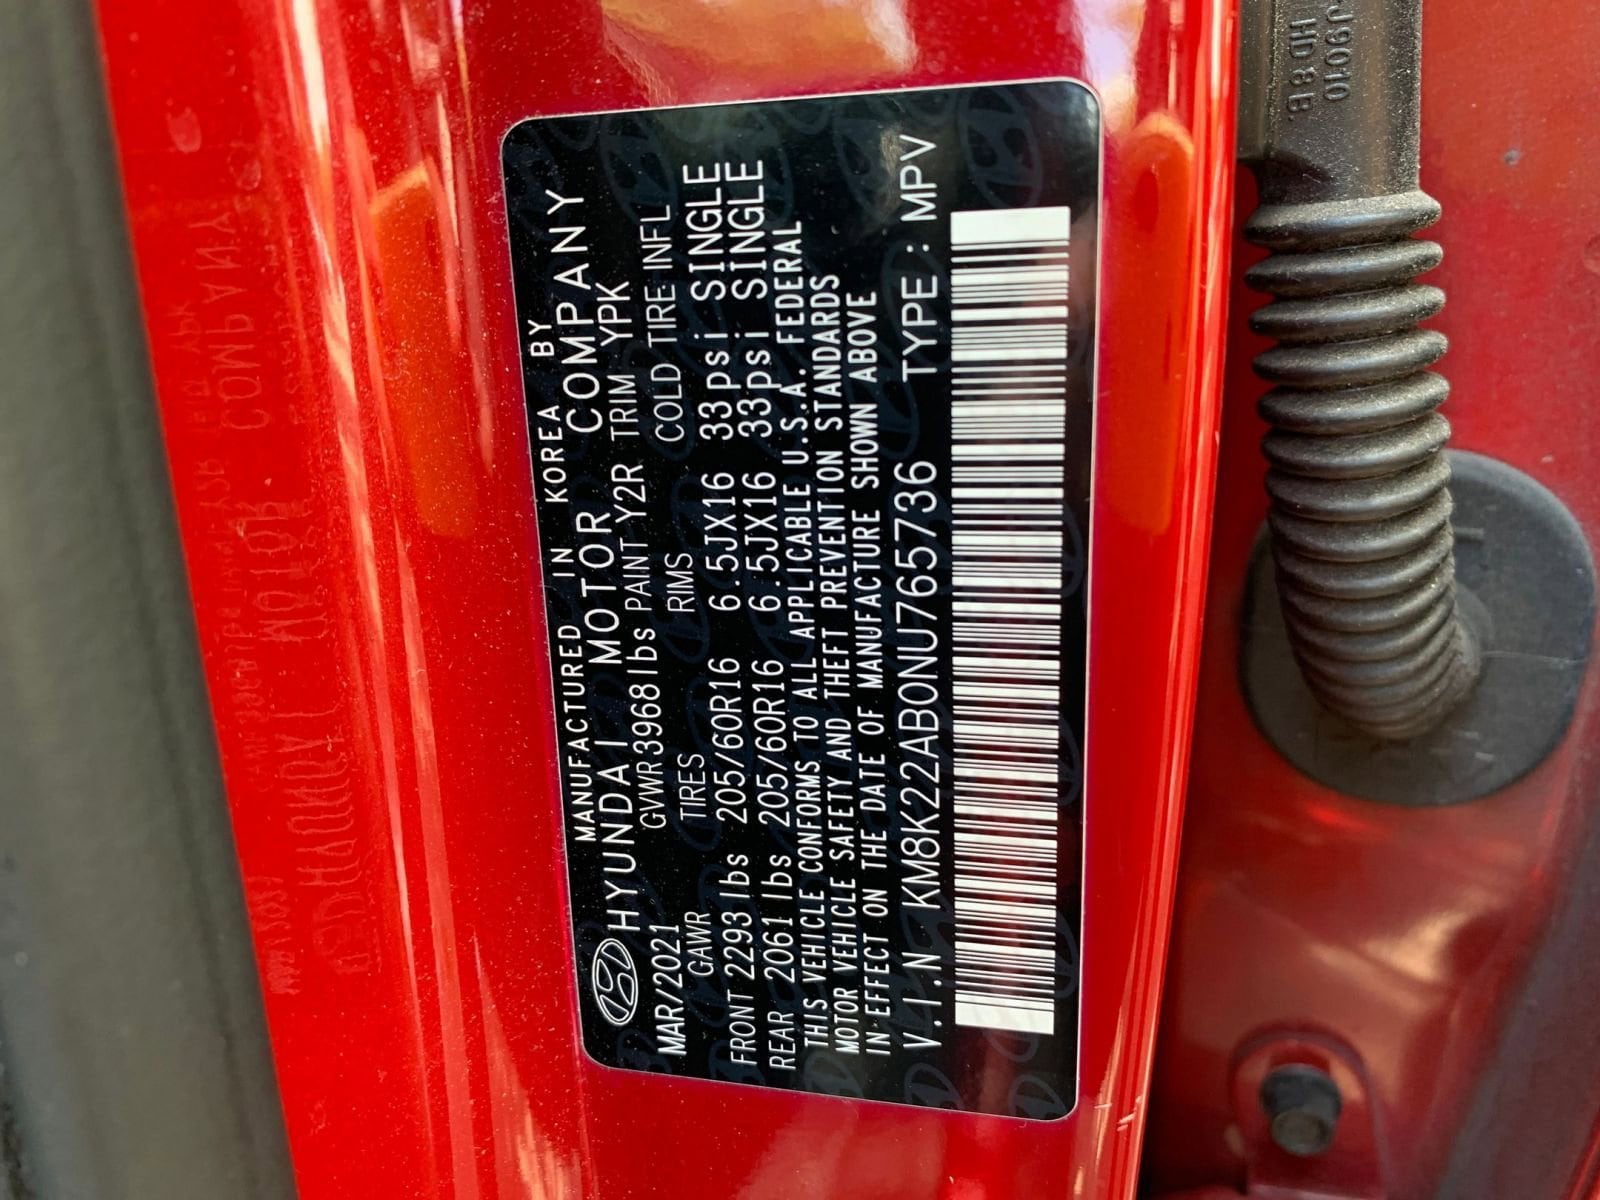 MANUFACTURED IN KOREA BY
HYUNDAI MOTOR COMPANY
MAR/2021 GVWR 3968lbs PAINT Y2R TRIM YPK
GAWR TIRES RIMS COLD TIRE INFL
FRONT 2293 lbs 205/60R16 6.5JX16 33psi SINGLE
REAR 2061 lbs 205/60R16 6.5JX16 33psi SINGLE
THIS VEHICLE CONFORMS TO ALL APPLICABLE U.S.A. FEDERAL
MOTOR VEHICLE SAFETY AND THEFT PREVENTION STANDARDS
IN EFFECT ON THE DATE OF MANUFACTURE SHOWN ABOVE
V.I.N KM8K22AB0NU765736 TYPE : MPV
J9010
HD 8 B.